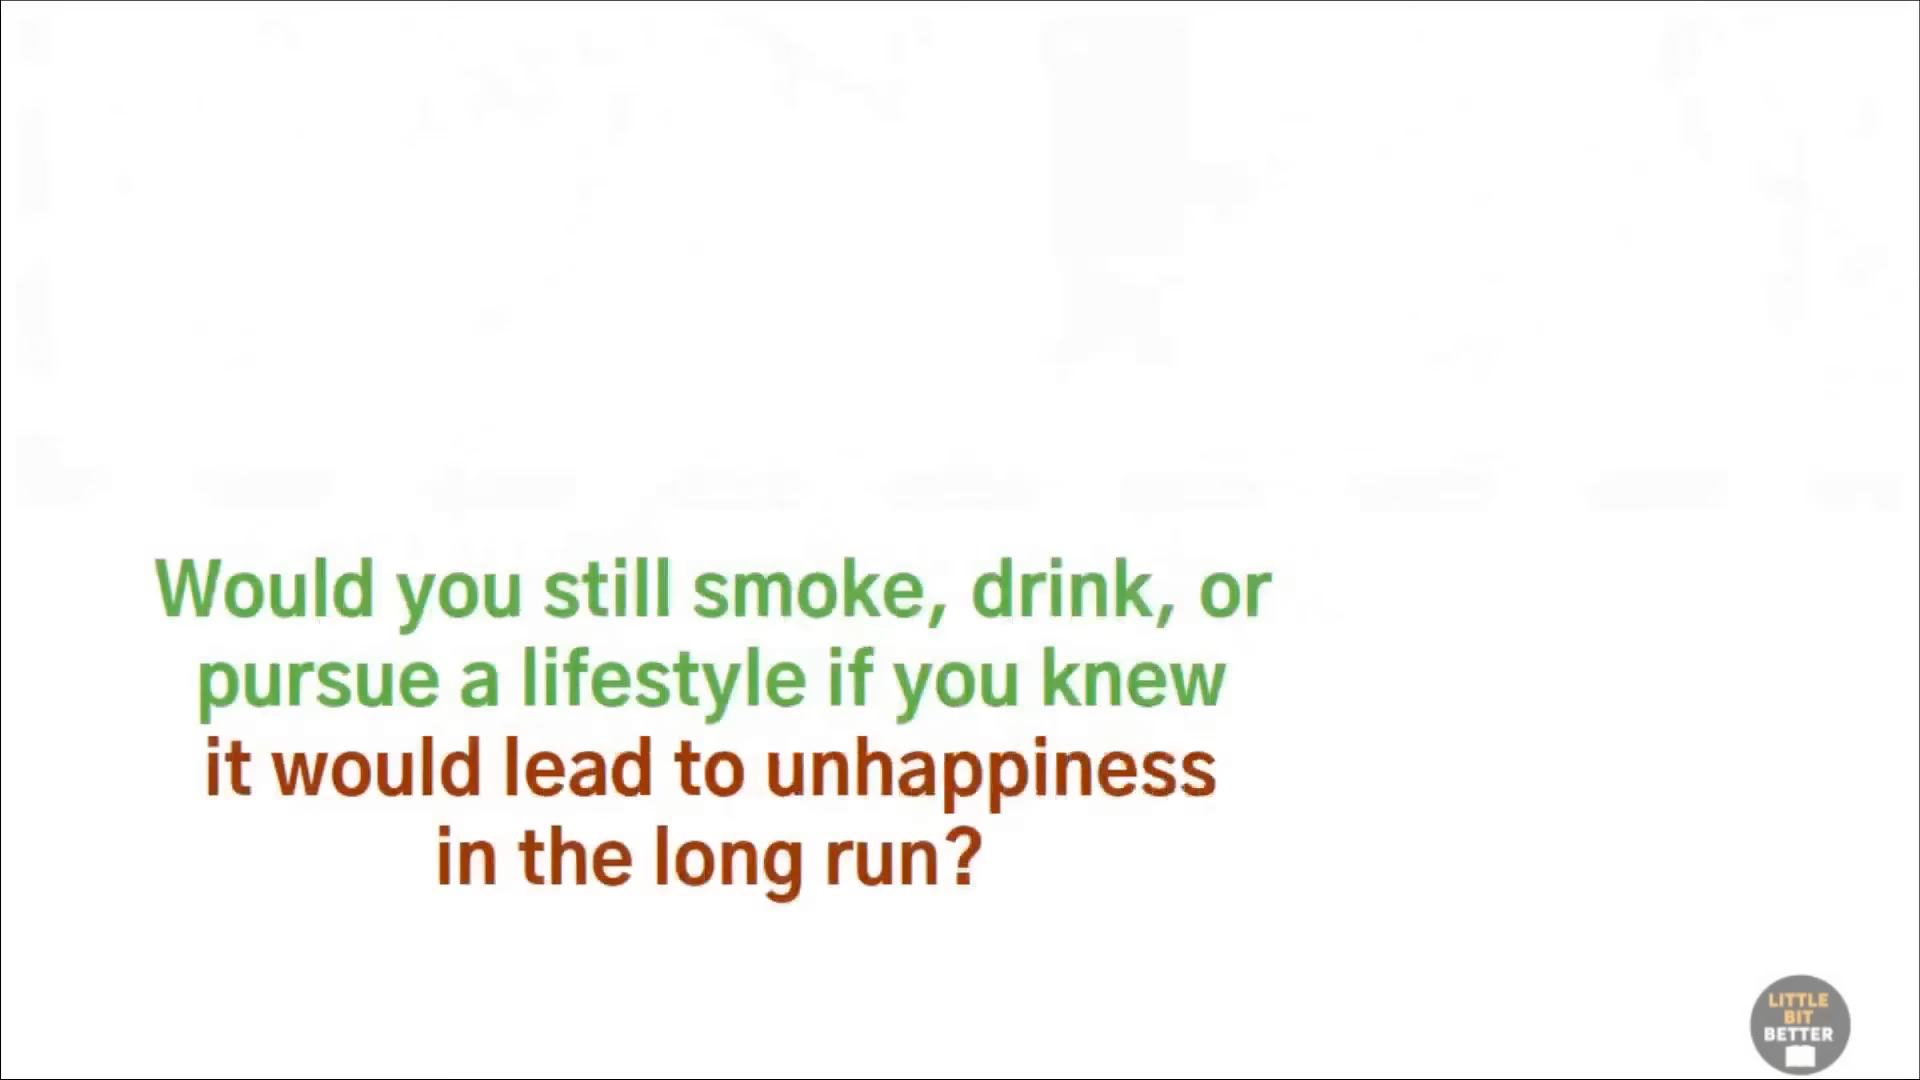 Would you still smoke, drink, or
pursue a lifestyle if you knew
it would lead to unhappiness
in the long run?
LITTLE
BIT
BETTER